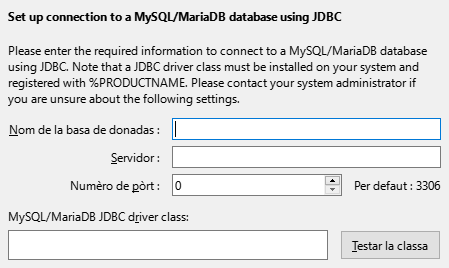 Set up connection to a MySQL/MariaDB database using JDBC
Please enter the required information to connect to a MySQL/MariaDB database
using JDBC. Note that a JDBC driver class must be installed on your system and
registered with %PRODUCTNAME. Please contact your system administrator if
you are unsure about the following settings.
Nom de la basa de donadas :
Servidor :
Numèro de pòrt : 0 Per defaut : 3306
MySQL/MariaDB JDBC driver class:
Testar la classa